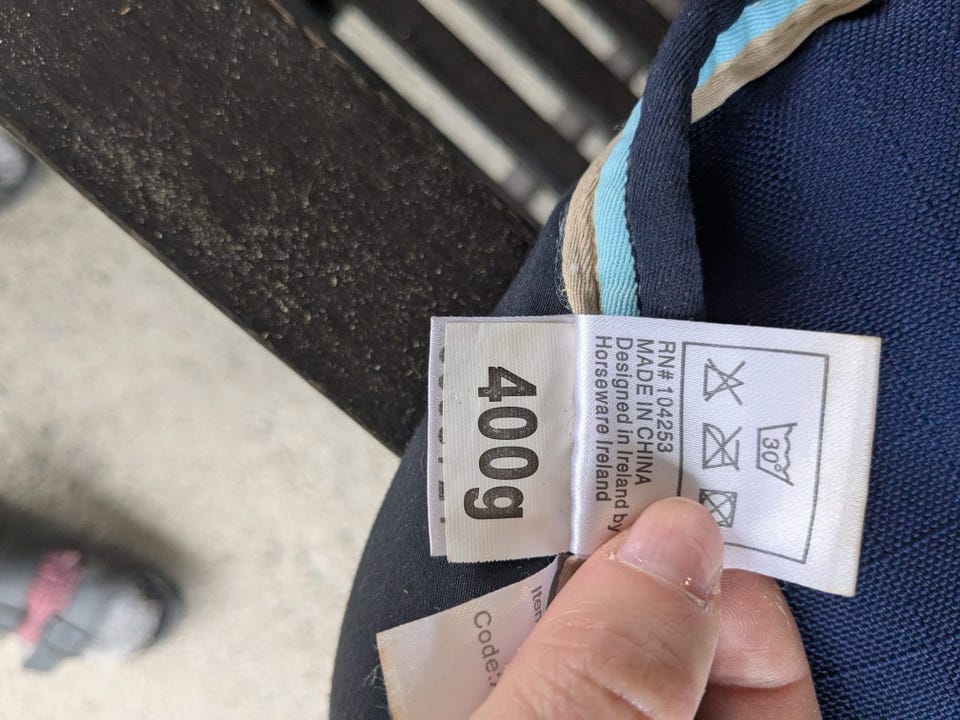 30°
RN# 104253
MADE IN CHINA
Designed in Ireland by
Horseware Ireland
400g
Code: